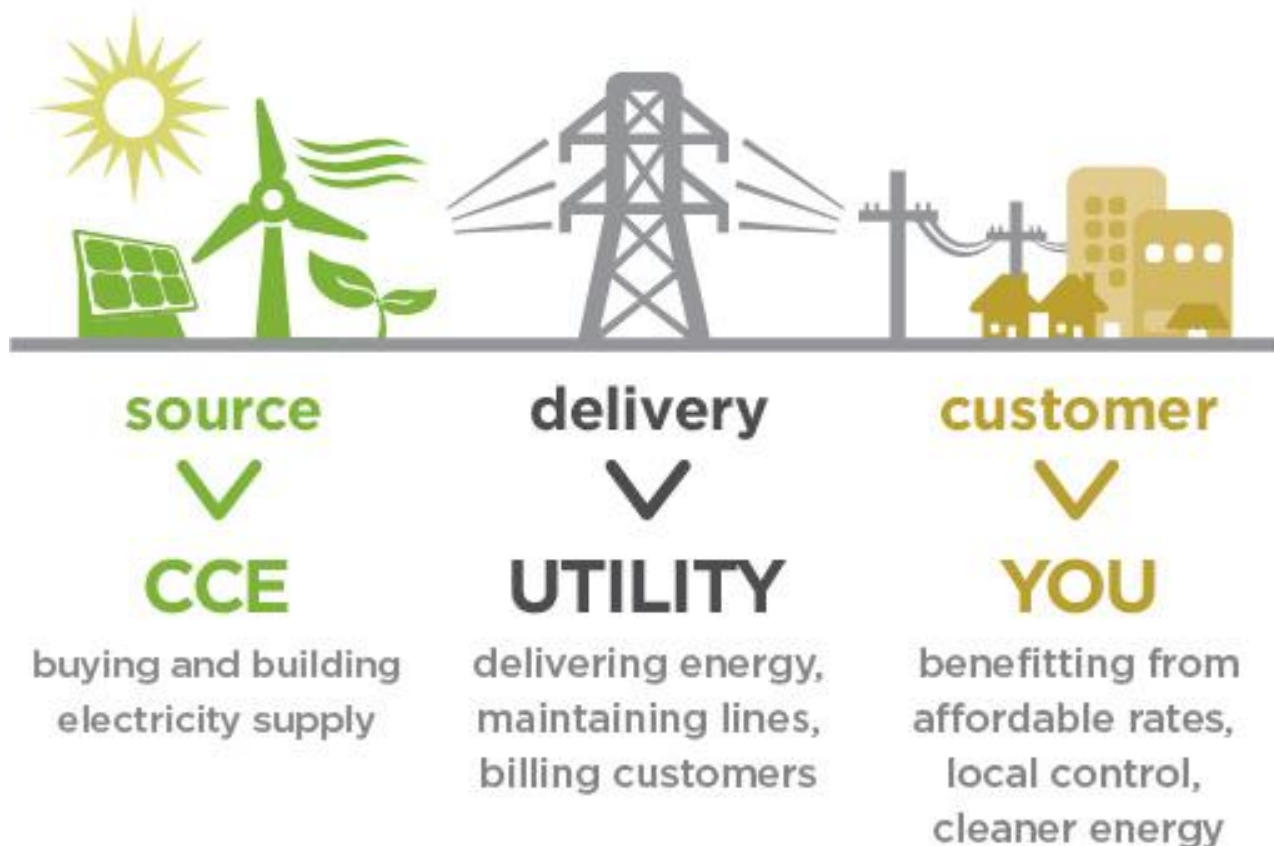 source
delivery
customer
CCE
UTILITY
YOU
buying and building
electricity supply
delivering energy,
maintaining lines,
billing customers
benefitting from
affordable rates,
local control,
cleaner energy